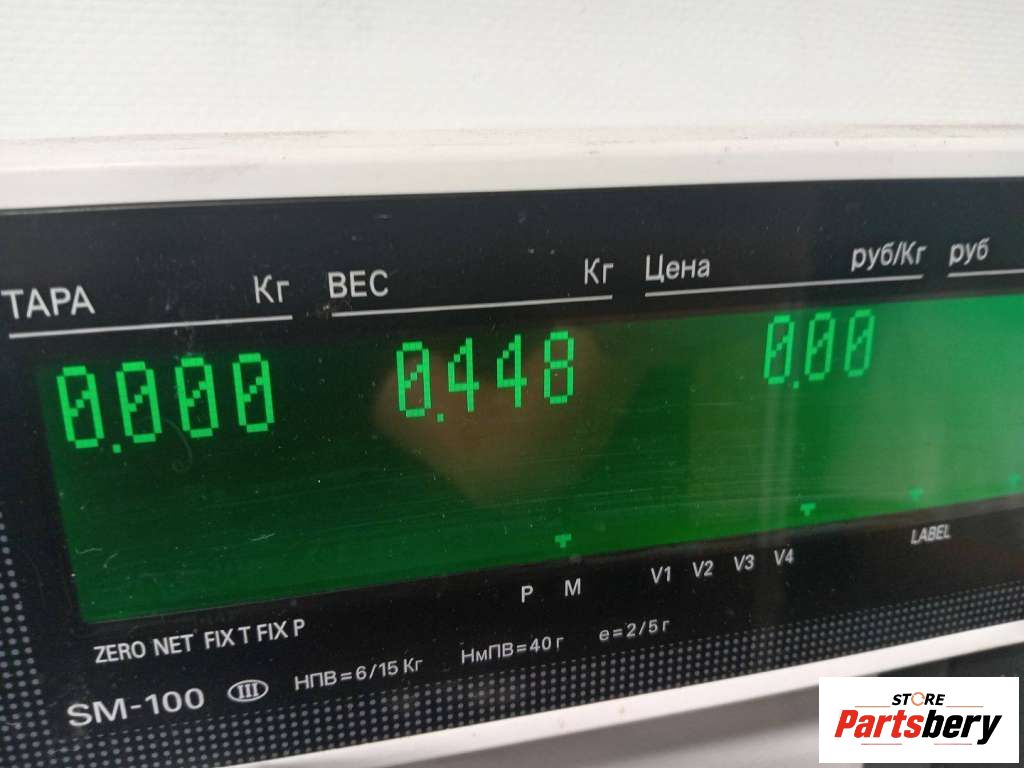 ТАРА Кг ВЕС Кг Цена руб/Кг руб
0.000 0.448 0.00
P M V1 V2 V3 V4 LABEL
ZERO NET FIX T FIX P
НПВ=6/15 Кг НмПВ=40 г e=2/5 г
SM-100 III
STORE
Partsbery